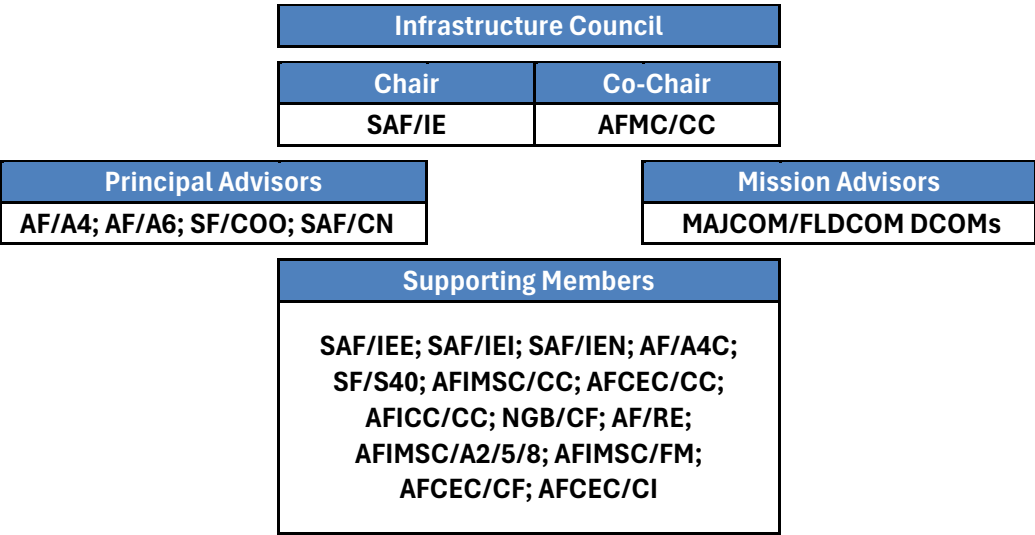 Infrastructure Council
Chair
Co-Chair
SAF/IE
AFMC/CC
Principal Advisors
Mission Advisors
AF/A4; AF/A6; SF/COO; SAF/CN
MAJCOM/FLDCOM DCOMs
Supporting Members
SAF/IEE; SAF/IEI; SAF/IEN; AF/A4C;
SF/S4O; AFIMSC/CC; AFCEC/CC;
AFICC/CC; NGB/CF; AF/RE;
AFIMSC/A2/5/8; AFIMSC/FM;
AFCEC/CF; AFCEC/CI